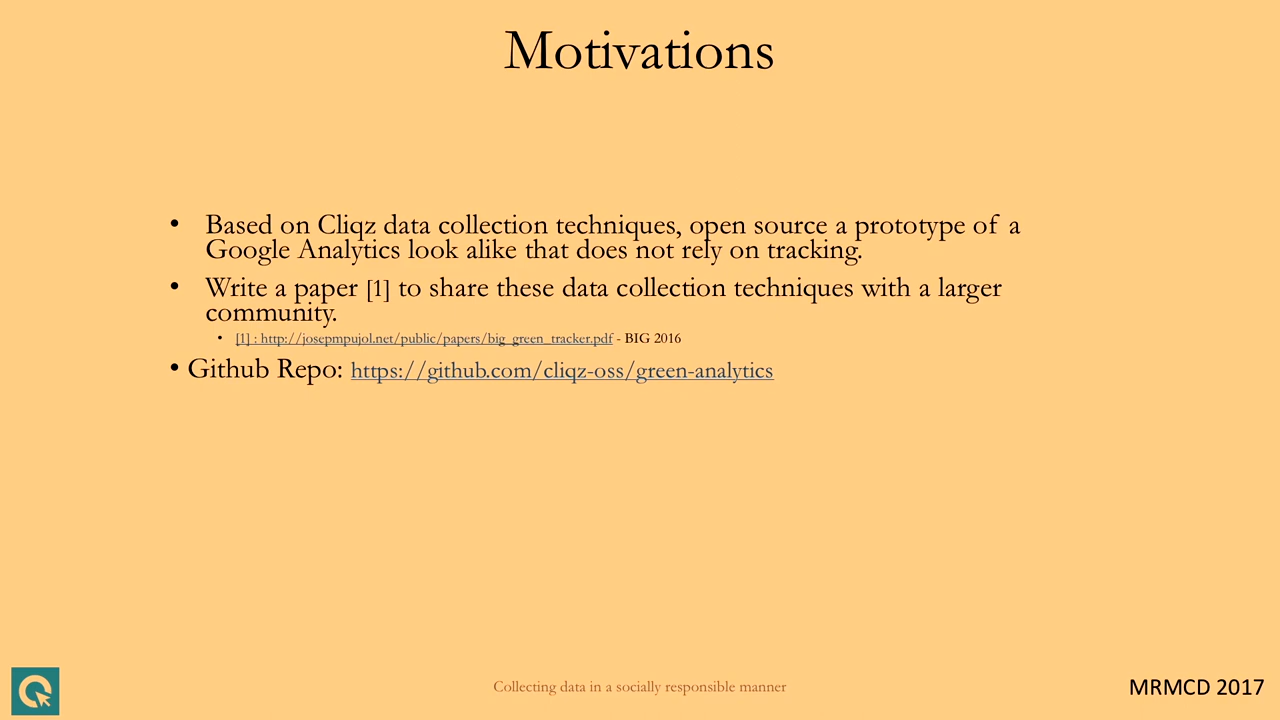 Motivations
• Based on Cliqz data collection techniques, open source a prototype of a
Google Analytics look alike that does not rely on tracking.
• Write a paper [1] to share these data collection techniques with a larger
community.
• [1] : http://josepmpujol.net/public/papers/big_green_tracker.pdf - BIG 2016
• Github Repo: https://github.com/cliqz-oss/green-analytics
Collecting data in a socially responsible manner
MRMCD 2017